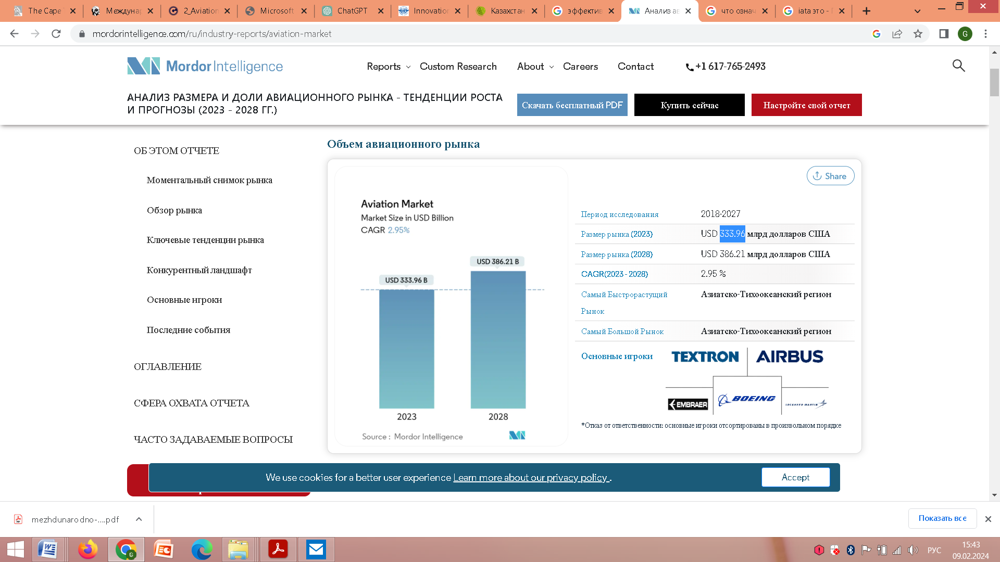 The Cape
Междунар
2_Aviation
Microsoft
ChatGPT
Innovation
Казахстан
эффектив
Анализ ав
что означ
iata это -
mordorintelligence.com/ru/industry-reports/aviation-market
G
Mordor Intelligence
Reports
Custom Research
About
Careers
Contact
+1 617-765-2493
АНАЛИЗ РАЗМЕРА И ДОЛИ АВИАЦИОННОГО РЫНКА - ТЕНДЕНЦИИ РОСТА
И ПРОГНОЗЫ (2023 - 2028 ГГ.)
Скачать бесплатный PDF
Купить сейчас
Настройте свой отчет
ОБ ЭТОМ ОТЧЕТЕ
Моментальный снимок рынка
Обзор рынка
Ключевые тенденции рынка
Конкурентный ландшафт
Основные игроки
Последние события
ОГЛАВЛЕНИЕ
СФЕРА ОХВАТА ОТЧЕТА
ЧАСТО ЗАДАВАЕМЫЕ ВОПРОСЫ
Объем авиационного рынка
Share
Aviation Market
Market Size in USD Billion
CAGR 2.95%
USD 333.96 B
USD 386.21 B
2023
2028
Source : Mordor Intelligence
Период исследования 2018-2027
Размер рынка (2023) USD 333.96 млрд долларов США
Размер рынка (2028) USD 386.21 млрд долларов США
CAGR(2023 - 2028) 2.95 %
Самый Быстрорастущий Азиатско-Тихоокеанский регион
Рынок
Самый Большой Рынок Азиатско-Тихоокеанский регион
Основные игроки
TEXTRON
AIRBUS
EMBRAER
BOEING
LOCKHEED MARTIN
*Отказ от ответственности: основные игроки отсортированы в произвольном порядке
We use cookies for a better user experience Learn more about our privacy policy .
Accept
mezhdunarodno-....pdf
Показать все
РУС
15:43
09.02.2024